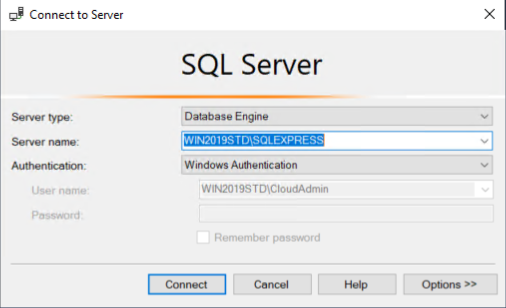 Connect to Server
SQL Server
Server type: Database Engine
Server name: WIN2019STD\SQLEXPRESS
Authentication: Windows Authentication
User name: WIN2019STD\CloudAdmin
Password:
Remember password
Connect Cancel Help Options >>